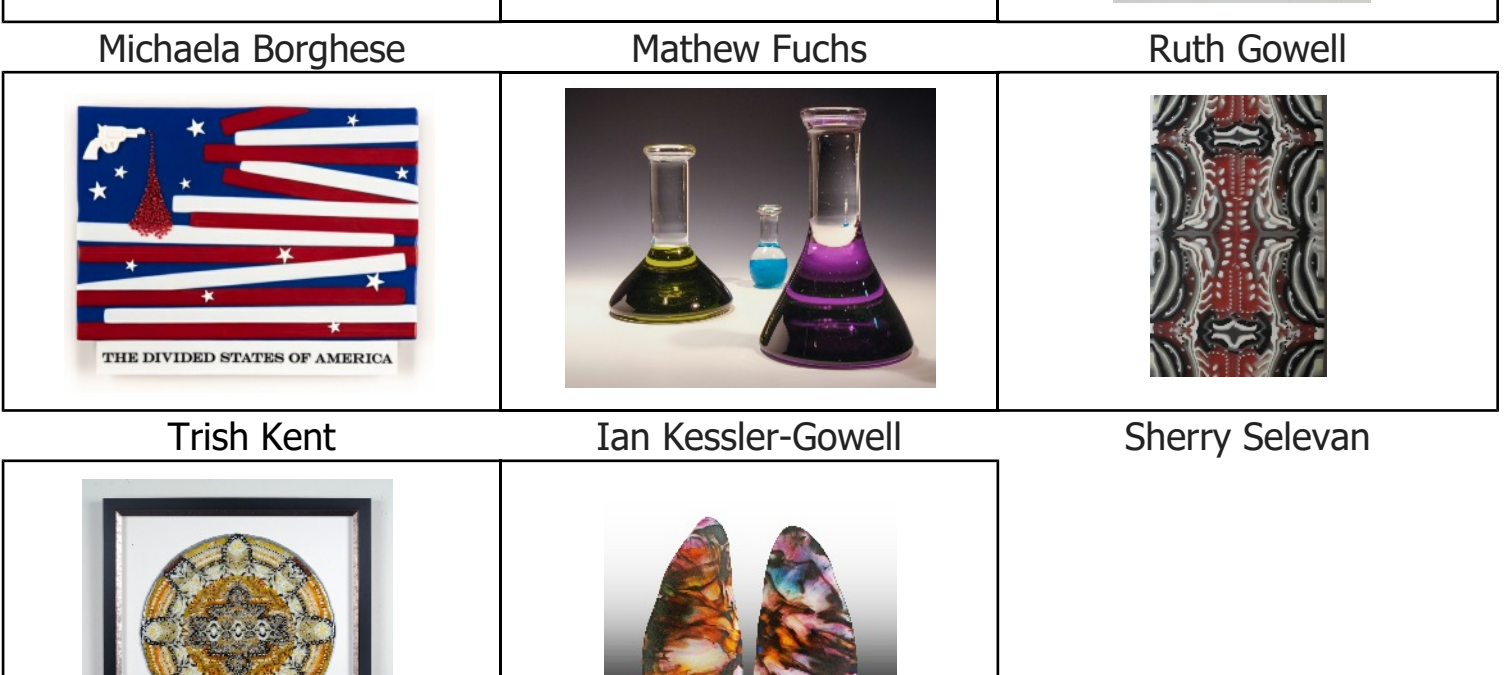 Michaela Borghese
Mathew Fuchs
Ruth Gowell
THE DIVIDED STATES OF AMERICA
Trish Kent
Ian Kessler-Gowell
Sherry Selevan